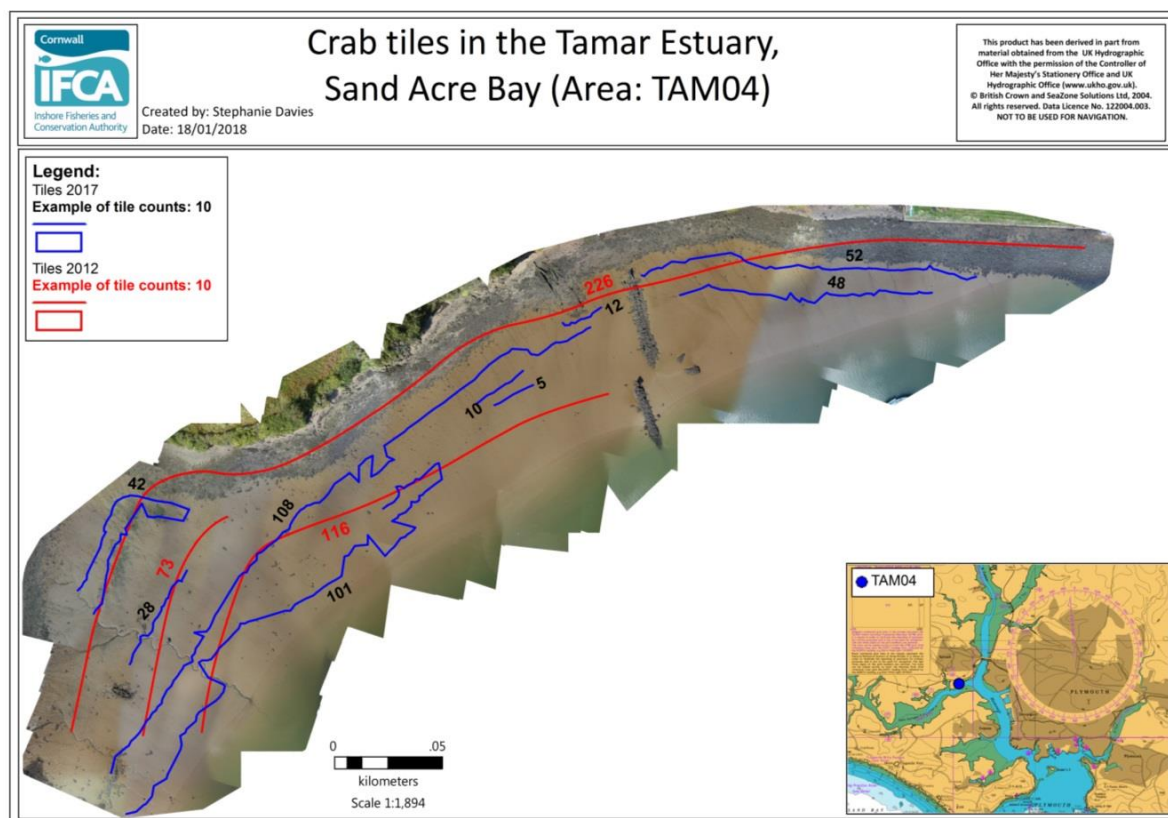 Cornwall
IFCA
Inshore Fisheries and
Conservation Authority
Created by: Stephanie Davies
Date: 18/01/2018
Crab tiles in the Tamar Estuary,
Sand Acre Bay (Area: TAM04)
This product has been derived in part from
material obtained from the UK Hydrographic
Office with the permission of the Controller of
Her Majesty's Stationery Office and UK
Hydrographic Office (www.ukho.gov.uk).
© British Crown and SeaZone Solutions Ltd, 2004.
All rights reserved. Data Licence No. 122004.003.
NOT TO BE USED FOR NAVIGATION.
Legend:
Tiles 2017
Example of tile counts: 10
Tiles 2012
Example of tile counts: 10
52
226
48
12
5
10
42
108
116
73
101
28
0 .05
kilometers
Scale 1:1,894
TAM04
PLYMOUTH
PLYMOUTH